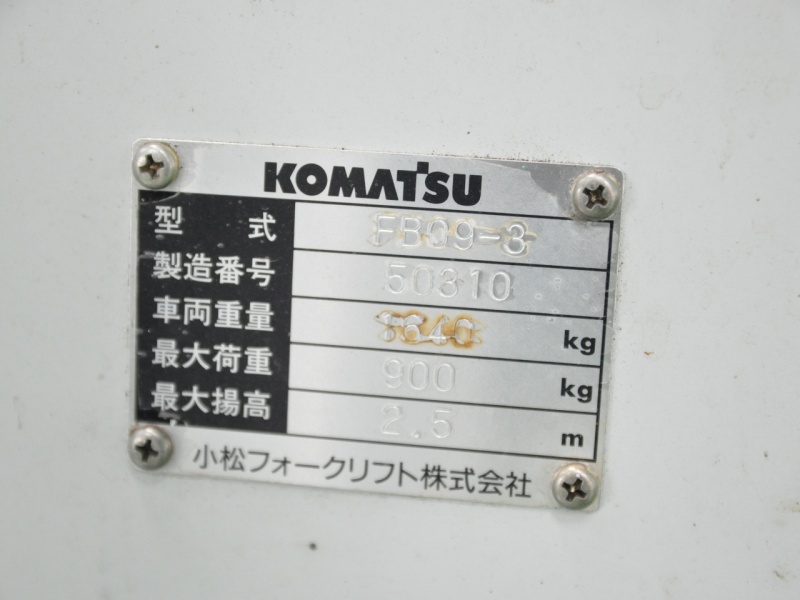 KOMATSU
型 式 FB09-3
製造番号 50310
車両重量 1640 kg
最大荷重 900 kg
最大揚高 2.5 m
小松フォークリフト株式会社